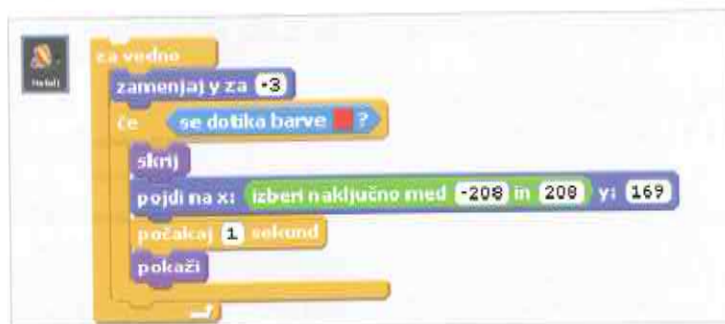 za vedno
zamenjaj y za -3
če se dotika barve ?
skrij
pojdi na x: izberi naključno med -208 in 208 y: 169
počakaj 1 sekund
pokaži